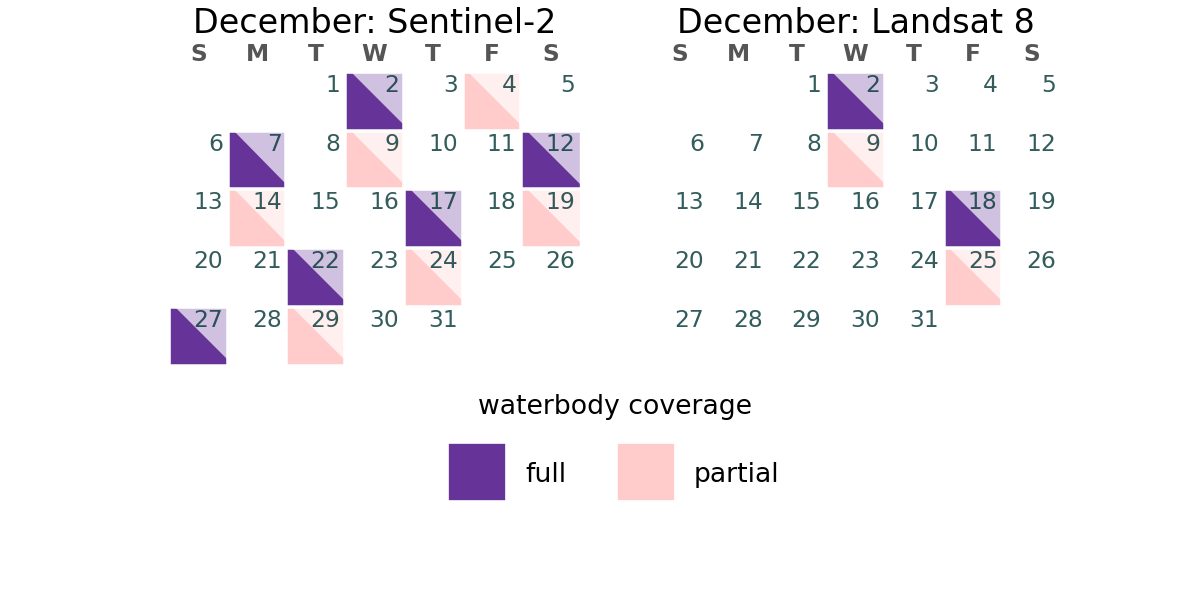 December: Sentinel-2
S M T W T F S
1 2 3 4 5
6 7 8 9 10 11 12
13 14 15 16 17 18 19
20 21 22 23 24 25 26
27 28 29 30 31
December: Landsat 8
S M T W T F S
1 2 3 4 5
6 7 8 9 10 11 12
13 14 15 16 17 18 19
20 21 22 23 24 25 26
27 28 29 30 31
waterbody coverage
full partial